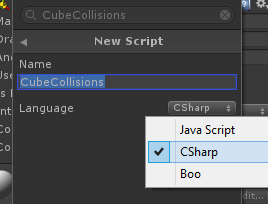 CubeCollisions
New Script
Name
CubeCollisions
Language
CSharp
Java Script
CSharp
Boo